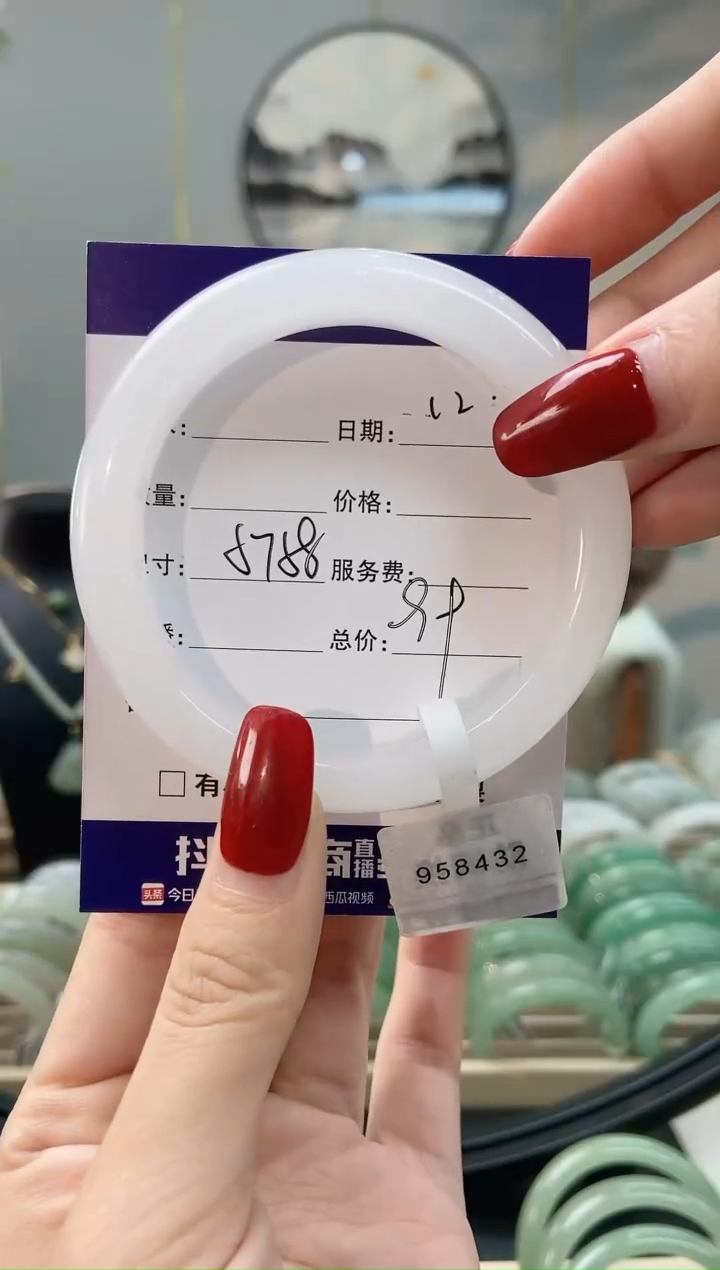 日期: 12
量: 价格:
寸: 8788 服务费:
总价:
有
抖 商 直播
头条 今日 西瓜视频
958432